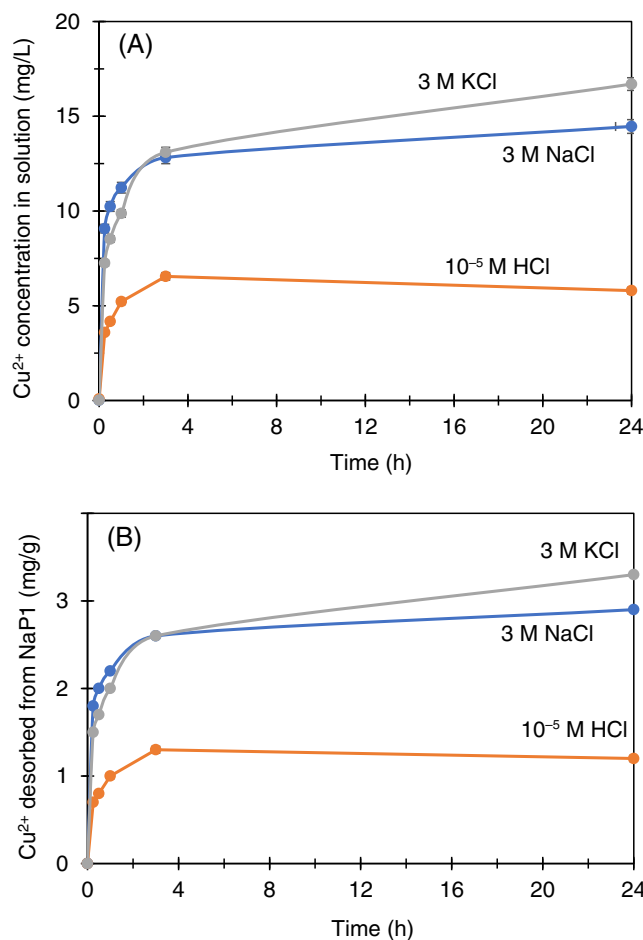 (A)
Cu²⁺ concentration in solution (mg/L)
20
15
10
5
0
3 M KCl
3 M NaCl
10⁻⁵ M HCl
0 4 8 12 16 20 24
Time (h)
(B)
Cu²⁺ desorbed from NaP1 (mg/g)
3
2
1
0
3 M KCl
3 M NaCl
10⁻⁵ M HCl
0 4 8 12 16 20 24
Time (h)